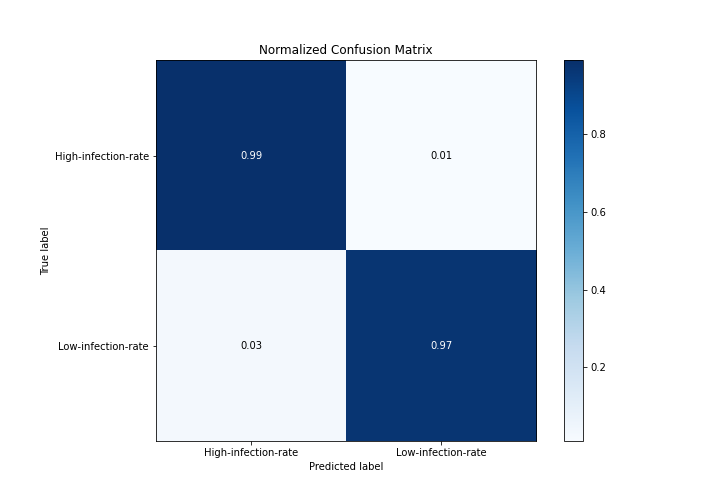 Normalized Confusion Matrix
High-infection-rate
0.99
0.01
0.8
0.6
True label
Low-infection-rate
0.03
0.97
0.4
0.2
High-infection-rate
Low-infection-rate
Predicted label